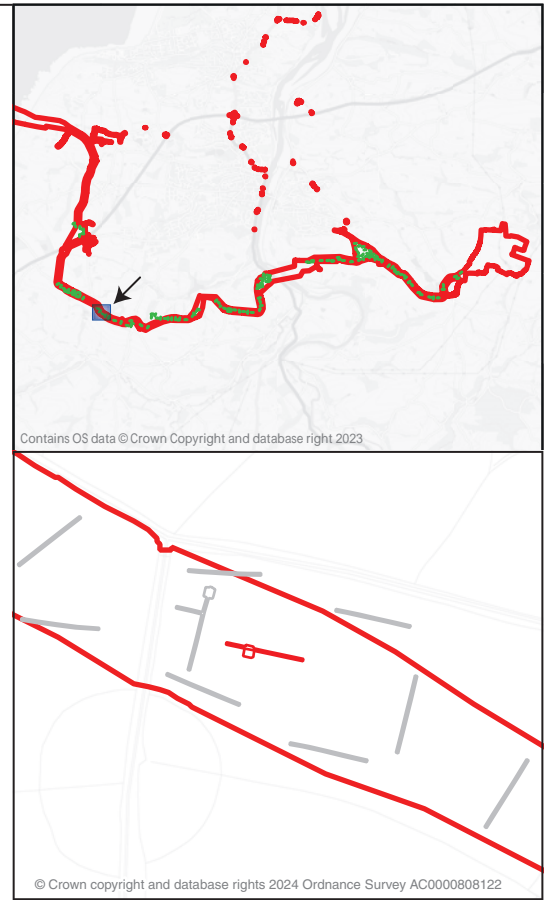 Contains OS data © Crown Copyright and database right 2023
© Crown copyright and database rights 2024 Ordnance Survey AC0000808122